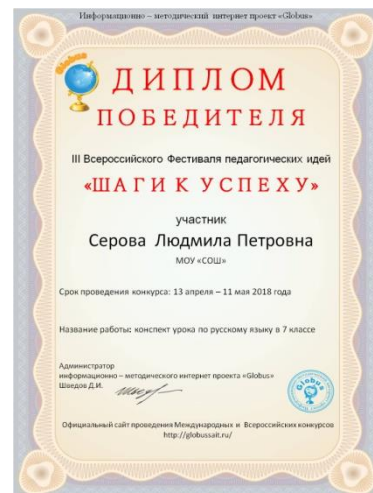 Информационно – методический интернет проект «Globus»
Globus
ДИПЛОМ
ПОБЕДИТЕЛЯ
III Всероссийского Фестиваля педагогических идей
«ШАГИ К УСПЕХУ»
участник
Серова Людмила Петровна
МОУ «СОШ»
Срок проведения конкурса: 13 апреля – 11 мая 2018 года
Название работы: конспект урока по русскому языку в 7 классе
Администратор
информационно – методического интернет проекта «Globus»
Шведов Д.И.
Globus
Официальный сайт проведения Международных и Всероссийских конкурсов
http://globussait.ru/